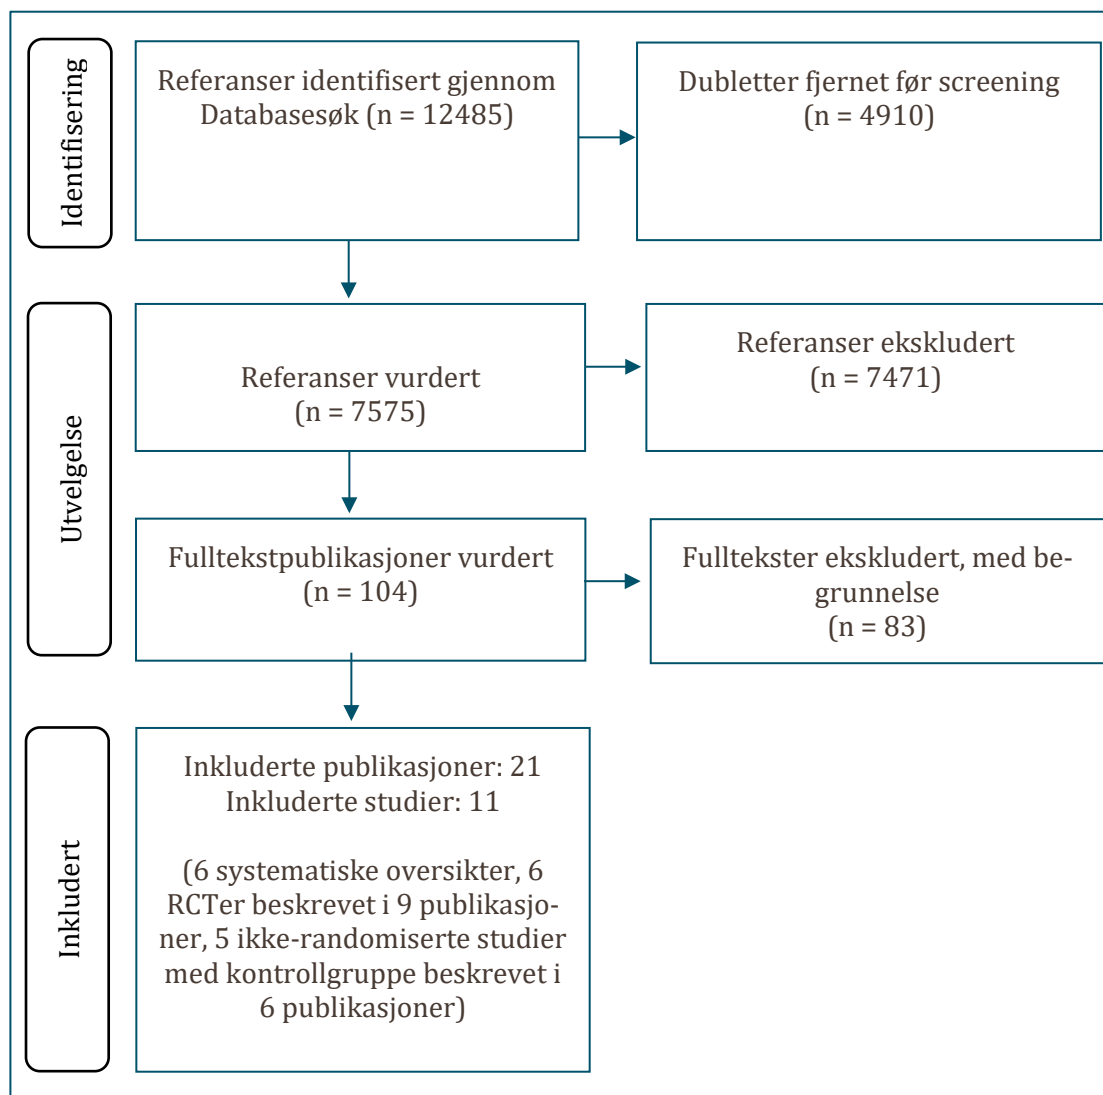 Identifisering
Referanser identifisert gjennom
Databasesøk (n = 12485)
Dubletter fjernet før screening
(n = 4910)
Utvelgelse
Referanser vurdert
(n = 7575)
Referanser ekskludert
(n = 7471)
Fulltekstpublikasjoner vurdert
(n = 104)
Fulltekster ekskludert, med be-
grunnelse
(n = 83)
Inkludert
Inkluderte publikasjoner: 21
Inkluderte studier: 11
(6 systematiske oversikter, 6
RCTer beskrevet i 9 publikasjo-
ner, 5 ikke-randomiserte studier
med kontrollgruppe beskrevet i
6 publikasjoner)